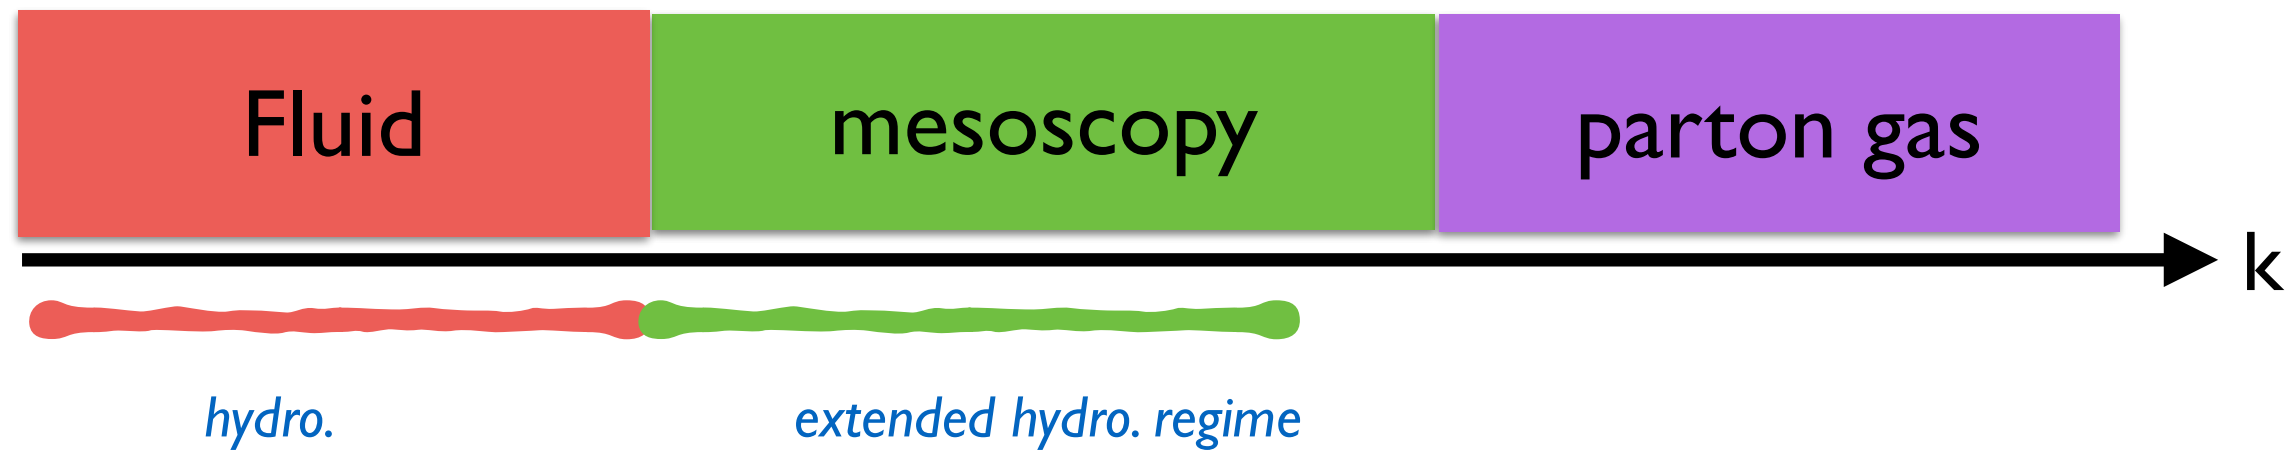 Fluid mesoscopy parton gas
k
hydro. extended hydro. regime